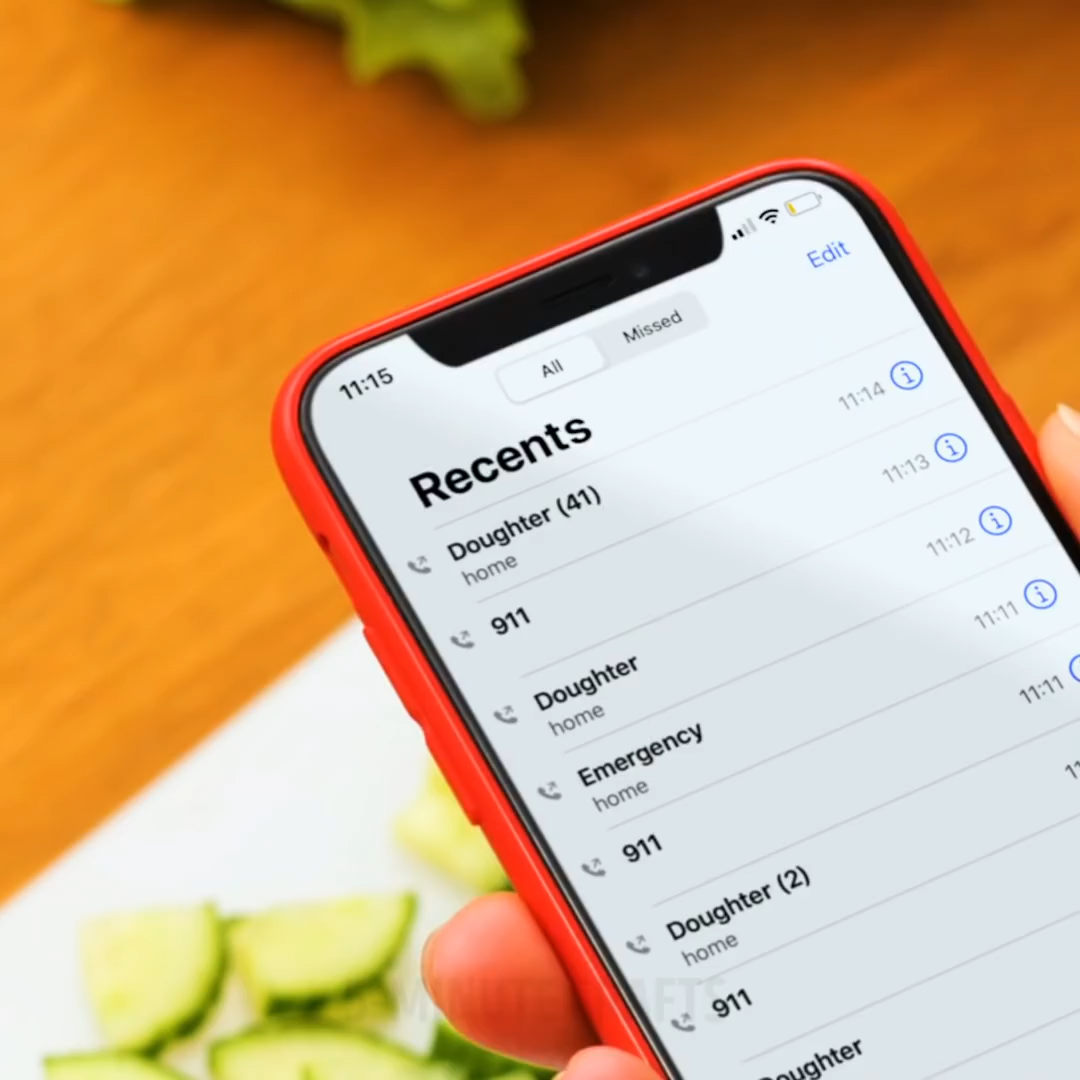 11:15
Edit
All
Missed
Recents
Doughter (41)
home
11:14
911
11:13
Doughter
home
11:12
Emergency
home
11:11
911
11:11
Doughter (2)
home
911
Doughter